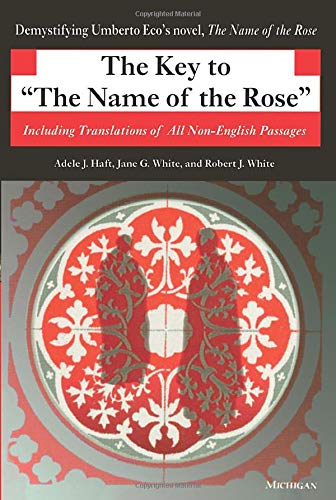 Demystifying Umberto Eco's novel, The Name of the Rose
The Key to
“The Name of the Rose”
Including Translations of All Non-English Passages
Adele J. Haft, Jane G. White, and Robert J. White
MICHIGAN